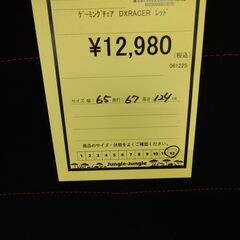 ゲーミングチェア DXRACER レッド
¥12,980
(税込)
061225
サイズ 幅 65 奥行 67 高さ 124 cm
商品のサイズ・状態をよくご確認下さい
1 2 3 4 5 6 7 8 9 10 11 12
Jungle-Jungle